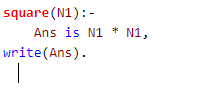 square(N1):-
Ans is N1 * N1,
write(Ans).